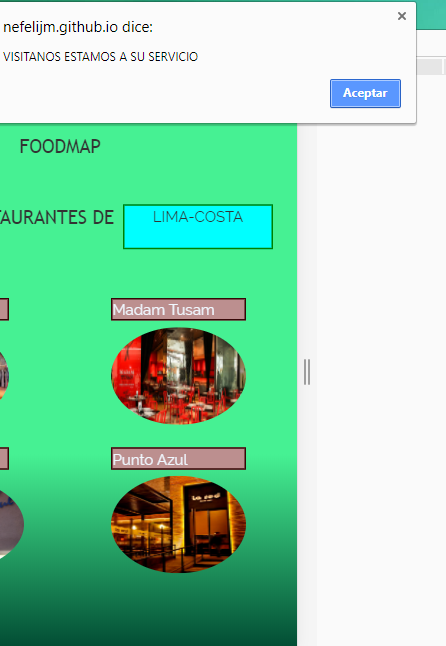 nefelijm.github.io dice:
VISITANOS ESTAMOS A SU SERVICIO
Aceptar
FOODMAP
TAURANTES DE
LIMA-COSTA
Madam Tusam
Punto Azul